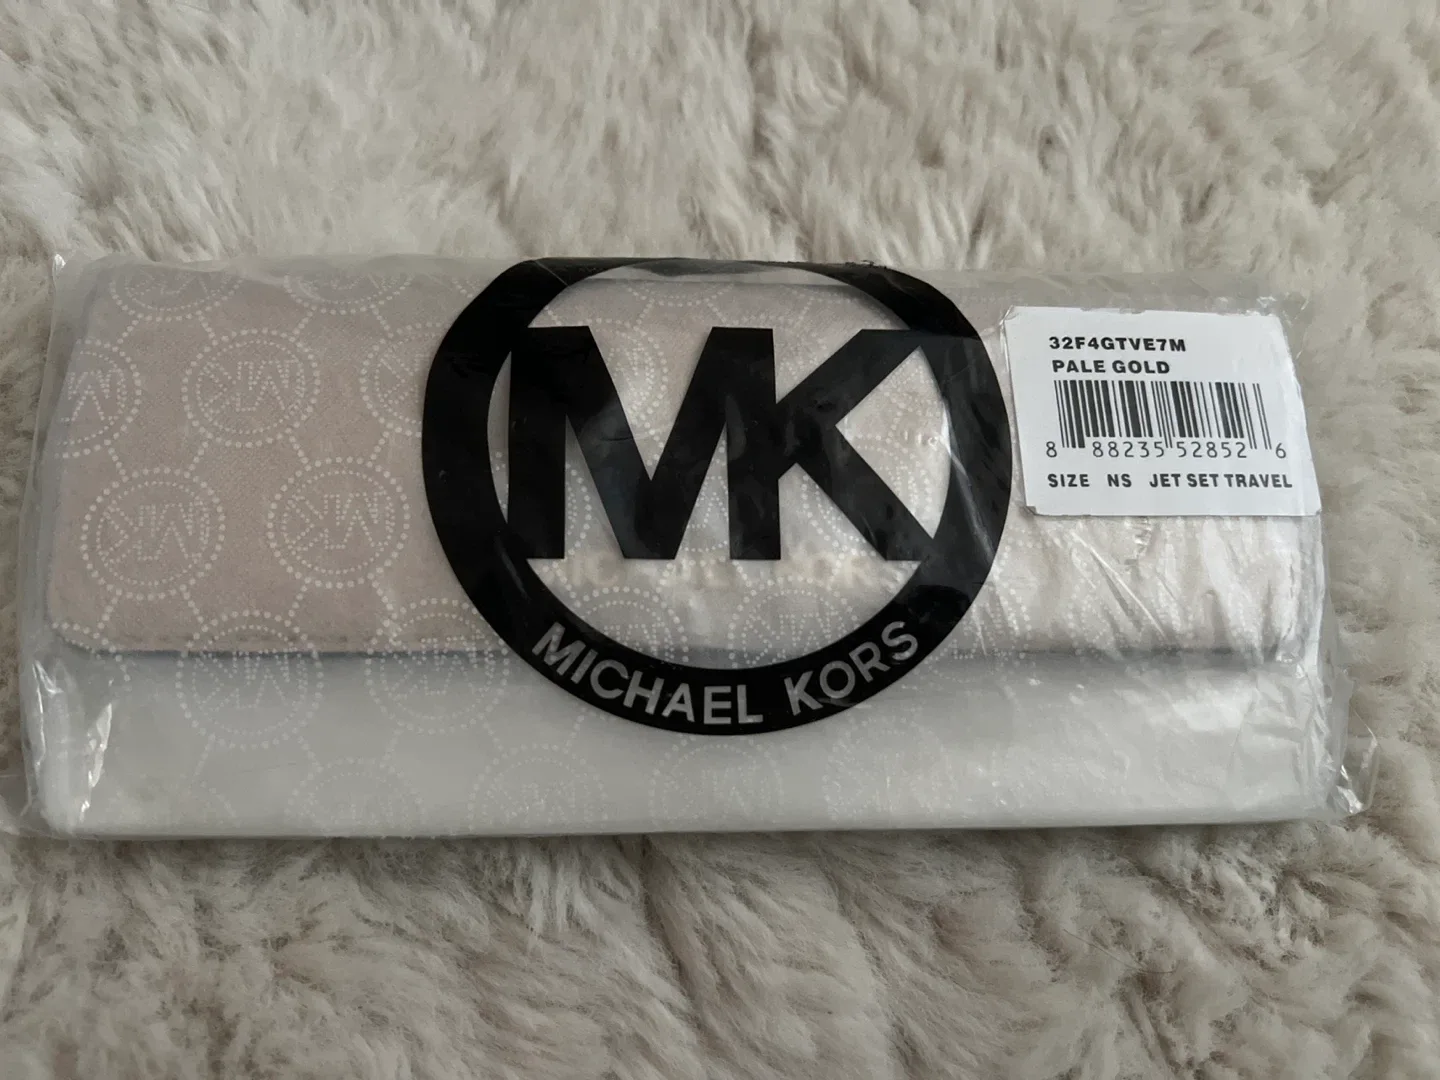 MK
MICHAEL KORS
32F4GTVE7M
PALE GOLD
8 88235 52852 6
SIZE NS JET SET TRAVEL